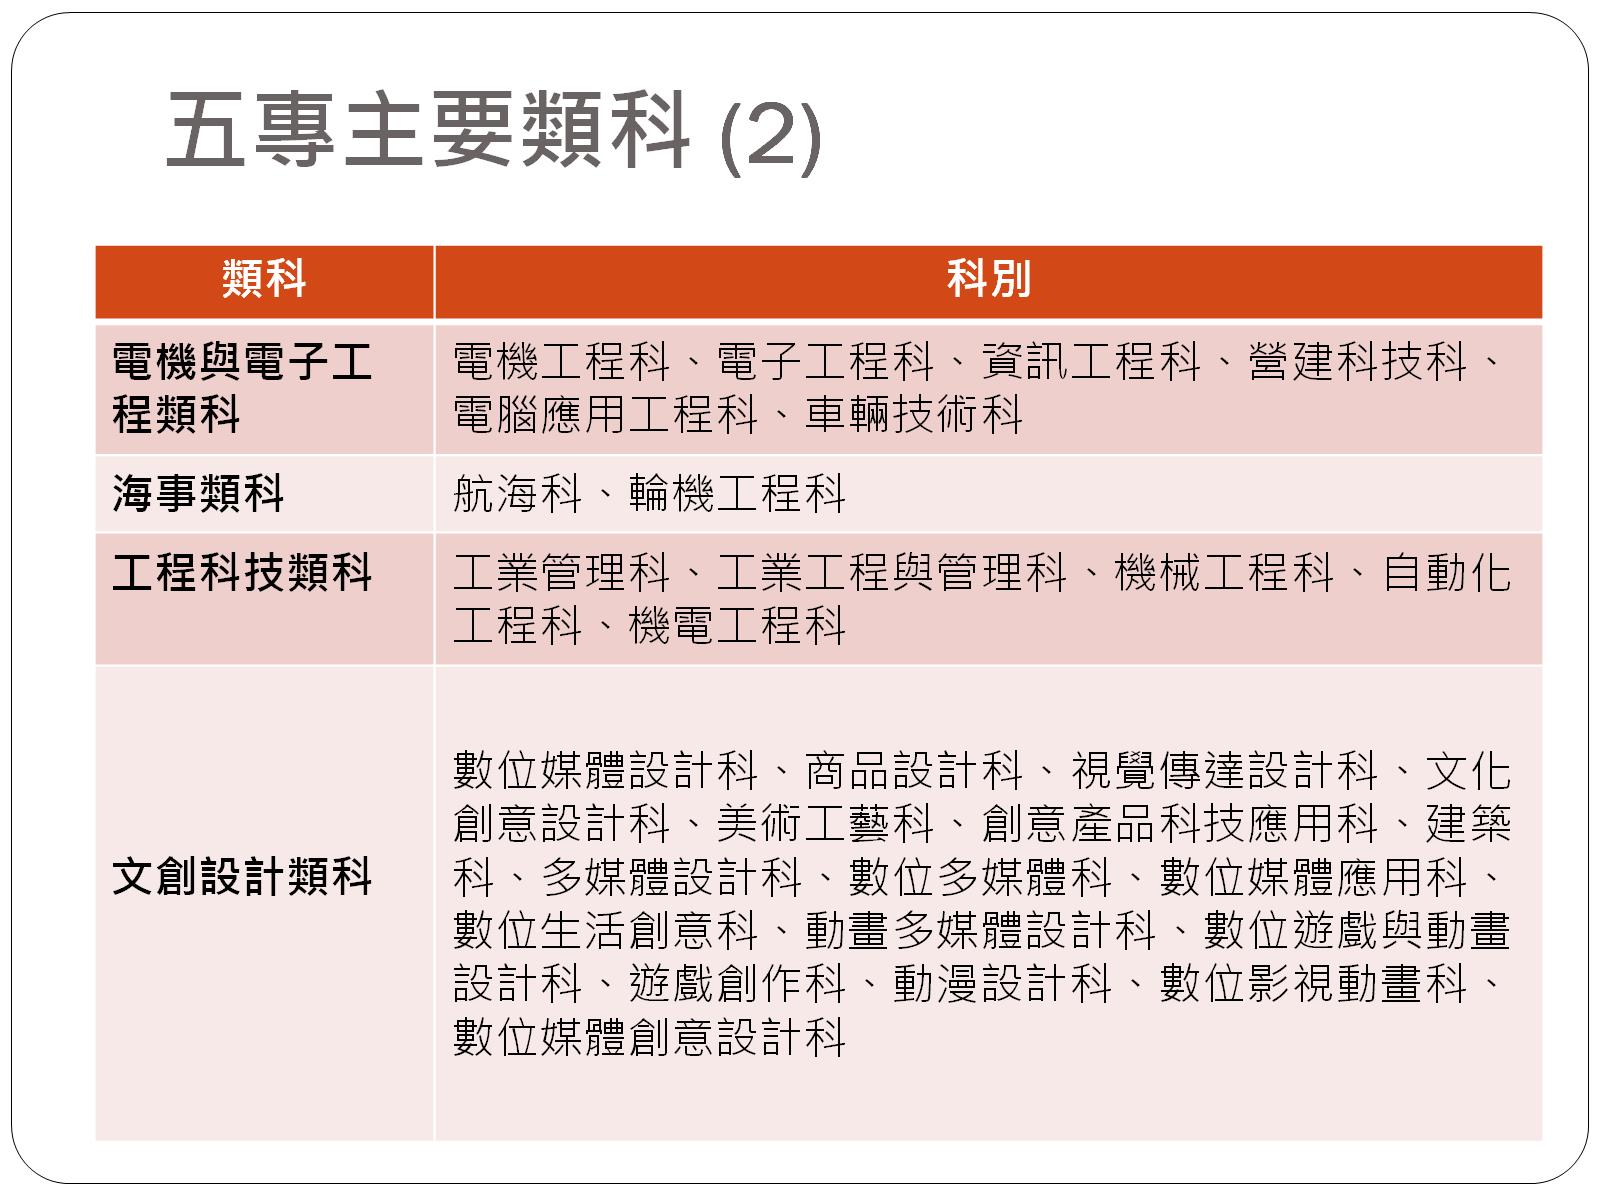 五專主要類科 (2)
類科
科別
電機與電子工
程類科
電機工程科、電子工程科、資訊工程科、營建科技科、
電腦應用工程科、車輛技術科
海事類科
航海科、輪機工程科
工程科技類科
工業管理科、工業工程與管理科、機械工程科、自動化
工程科、機電工程科
文創設計類科
數位媒體設計科、商品設計科、視覺傳達設計科、文化
創意設計科、美術工藝科、創意產品科技應用科、建築
科、多媒體設計科、數位多媒體科、數位媒體應用科、
數位生活創意科、動畫多媒體設計科、數位遊戲與動畫
設計科、遊戲創作科、動漫設計科、數位影視動畫科、
數位媒體創意設計科